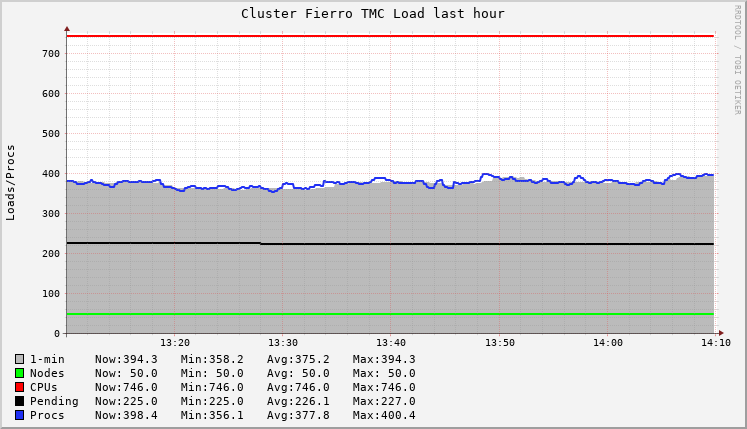 Cluster Fierro TMC Load last hour
RRDTOOL / TOBI OETIKER
Loads/Procs
700
600
500
400
300
200
100
0
13:20 13:30 13:40 13:50 14:00 14:10
1-min Now:394.3 Min:358.2 Avg:375.2 Max:394.3
Nodes Now: 50.0 Min: 50.0 Avg: 50.0 Max: 50.0
CPUs Now:746.0 Min:746.0 Avg:746.0 Max:746.0
Pending Now:225.0 Min:225.0 Avg:226.1 Max:227.0
Procs Now:398.4 Min:356.1 Avg:377.8 Max:400.4